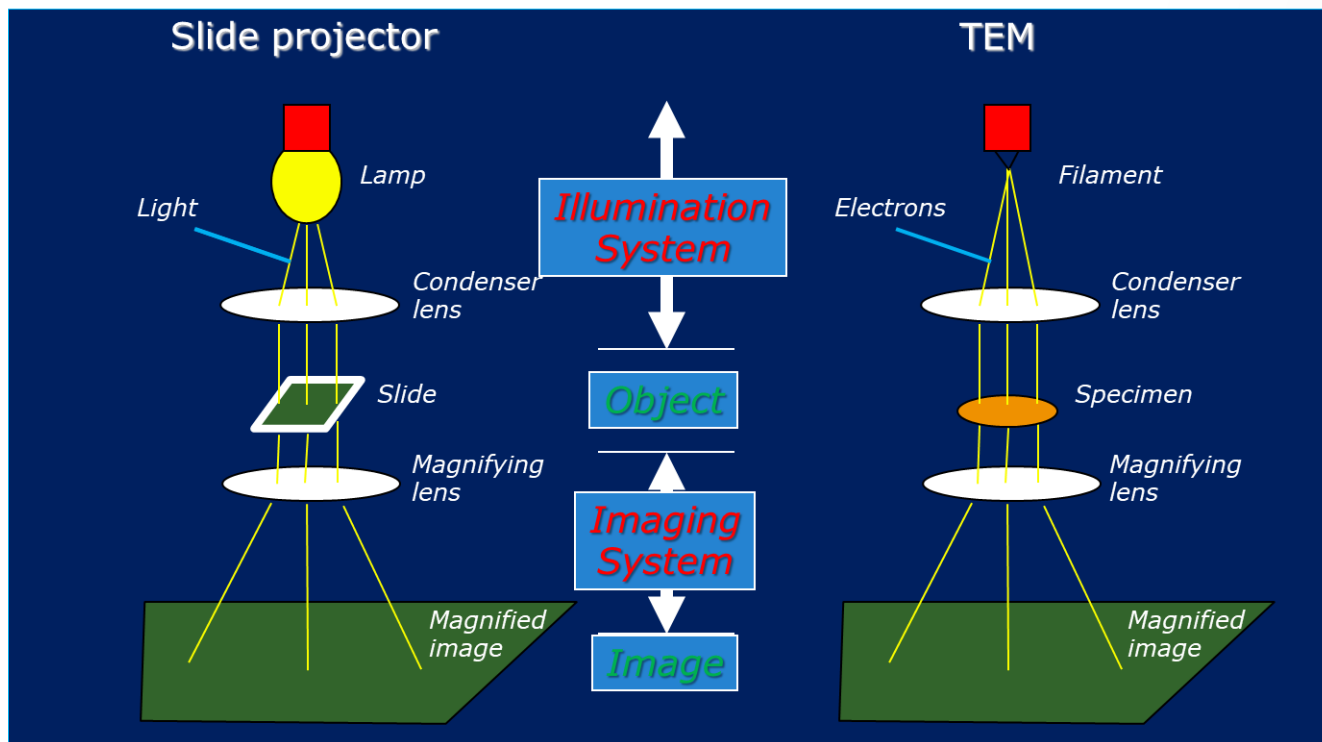 Slide projector
TEM
Lamp
Light
Illumination
System
Filament
Electrons
Condenser
lens
Condenser
lens
Slide
Object
Specimen
Magnifying
lens
Imaging
System
Magnifying
lens
Magnified
image
Image
Magnified
image